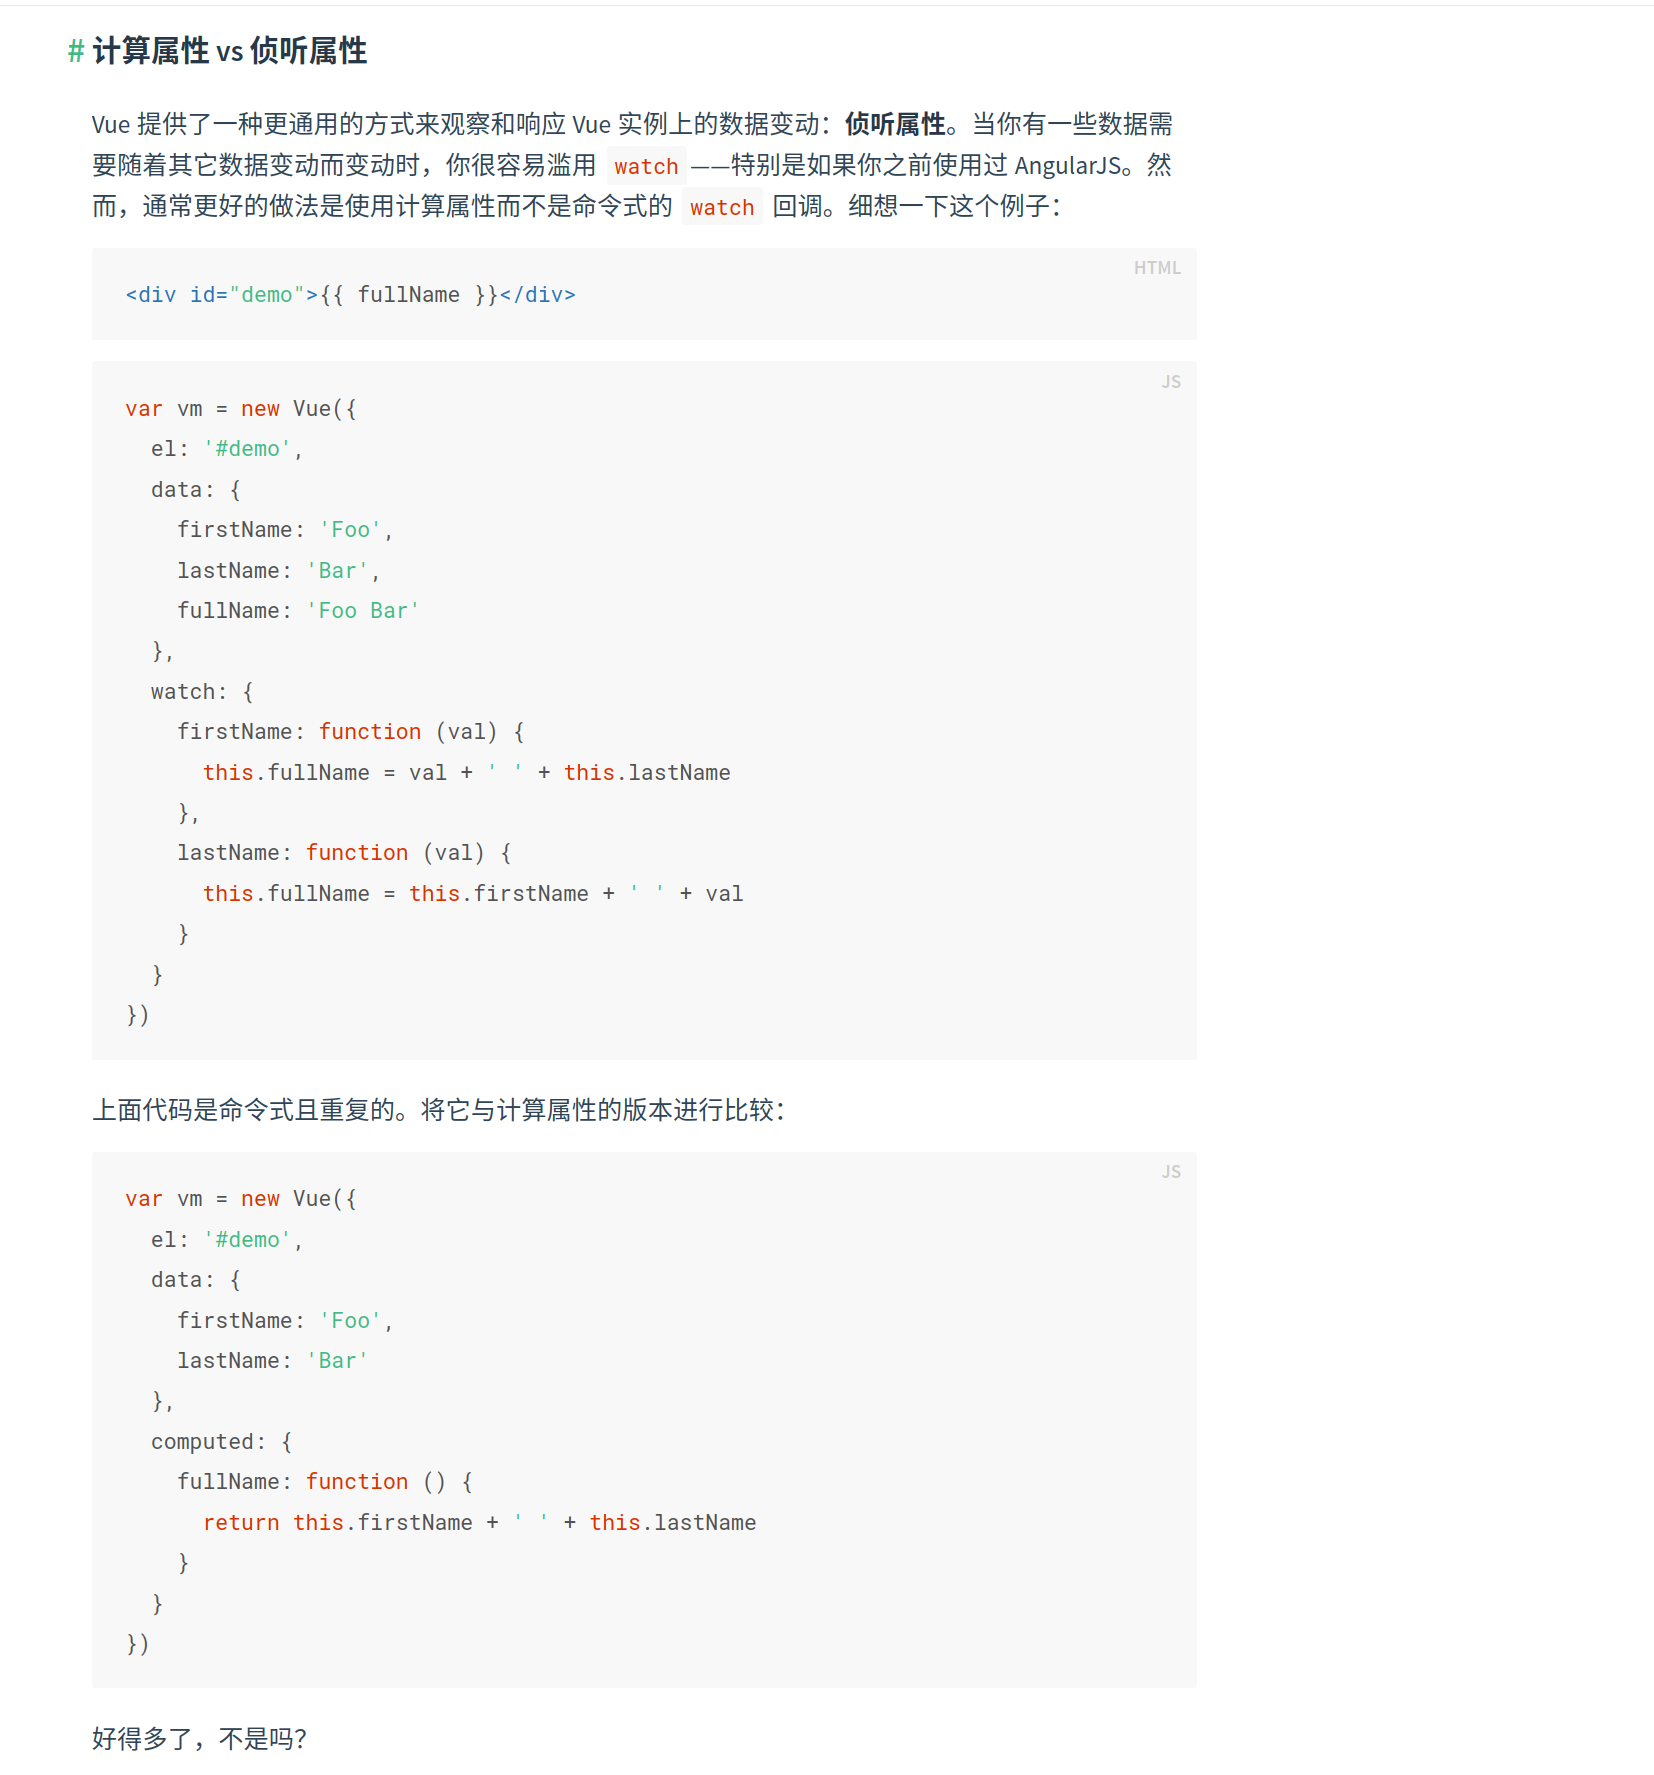 # 计算属性 vs 侦听属性
Vue 提供了一种更通用的方式来观察和响应 Vue 实例上的数据变动：侦听属性。当你有一些数据需
要随着其它数据变动而变动时，你很容易滥用 watch ——特别是如果你之前使用过 AngularJS。然
而，通常更好的做法是使用计算属性而不是命令式的 watch 回调。细想一下这个例子：
HTML
<div id="demo">{{ fullName }}</div>
JS
var vm = new Vue({
  el: '#demo',
  data: {
    firstName: 'Foo',
    lastName: 'Bar',
    fullName: 'Foo Bar'
  },
  watch: {
    firstName: function (val) {
      this.fullName = val + ' ' + this.lastName
    },
    lastName: function (val) {
      this.fullName = this.firstName + ' ' + val
    }
  }
})
上面代码是命令式且重复的。将它与计算属性的版本进行比较：
JS
var vm = new Vue({
  el: '#demo',
  data: {
    firstName: 'Foo',
    lastName: 'Bar'
  },
  computed: {
    fullName: function () {
      return this.firstName + ' ' + this.lastName
    }
  }
})
好得多了，不是吗？